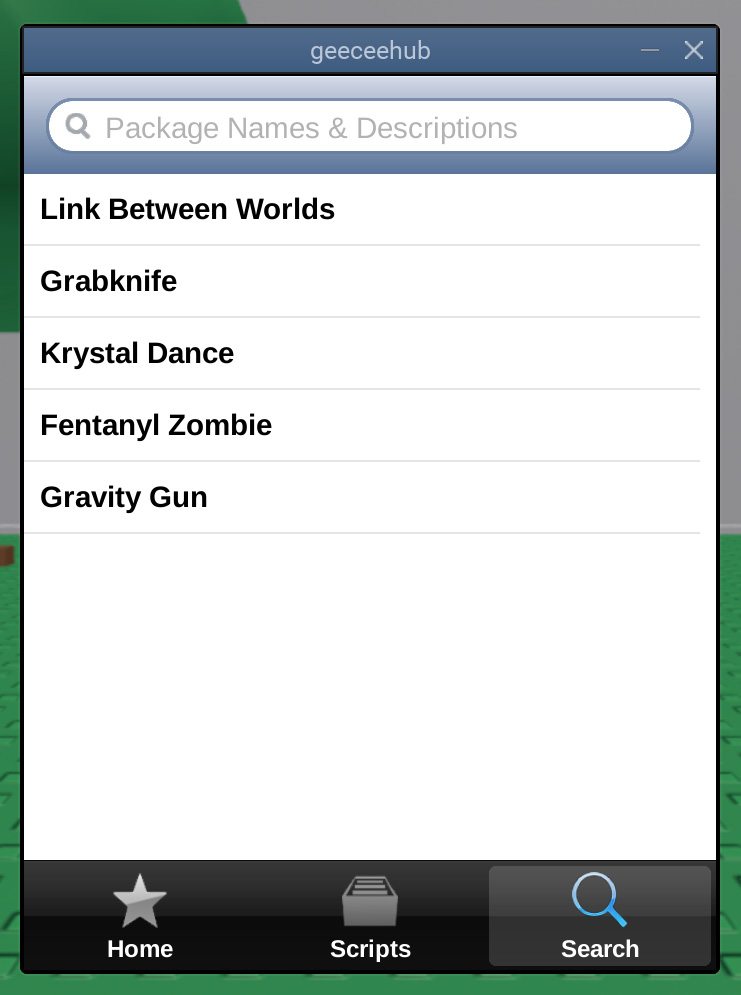 geeceehub
Package Names & Descriptions
Link Between Worlds
Grabknife
Krystal Dance
Fentanyl Zombie
Gravity Gun
Home
Scripts
Search